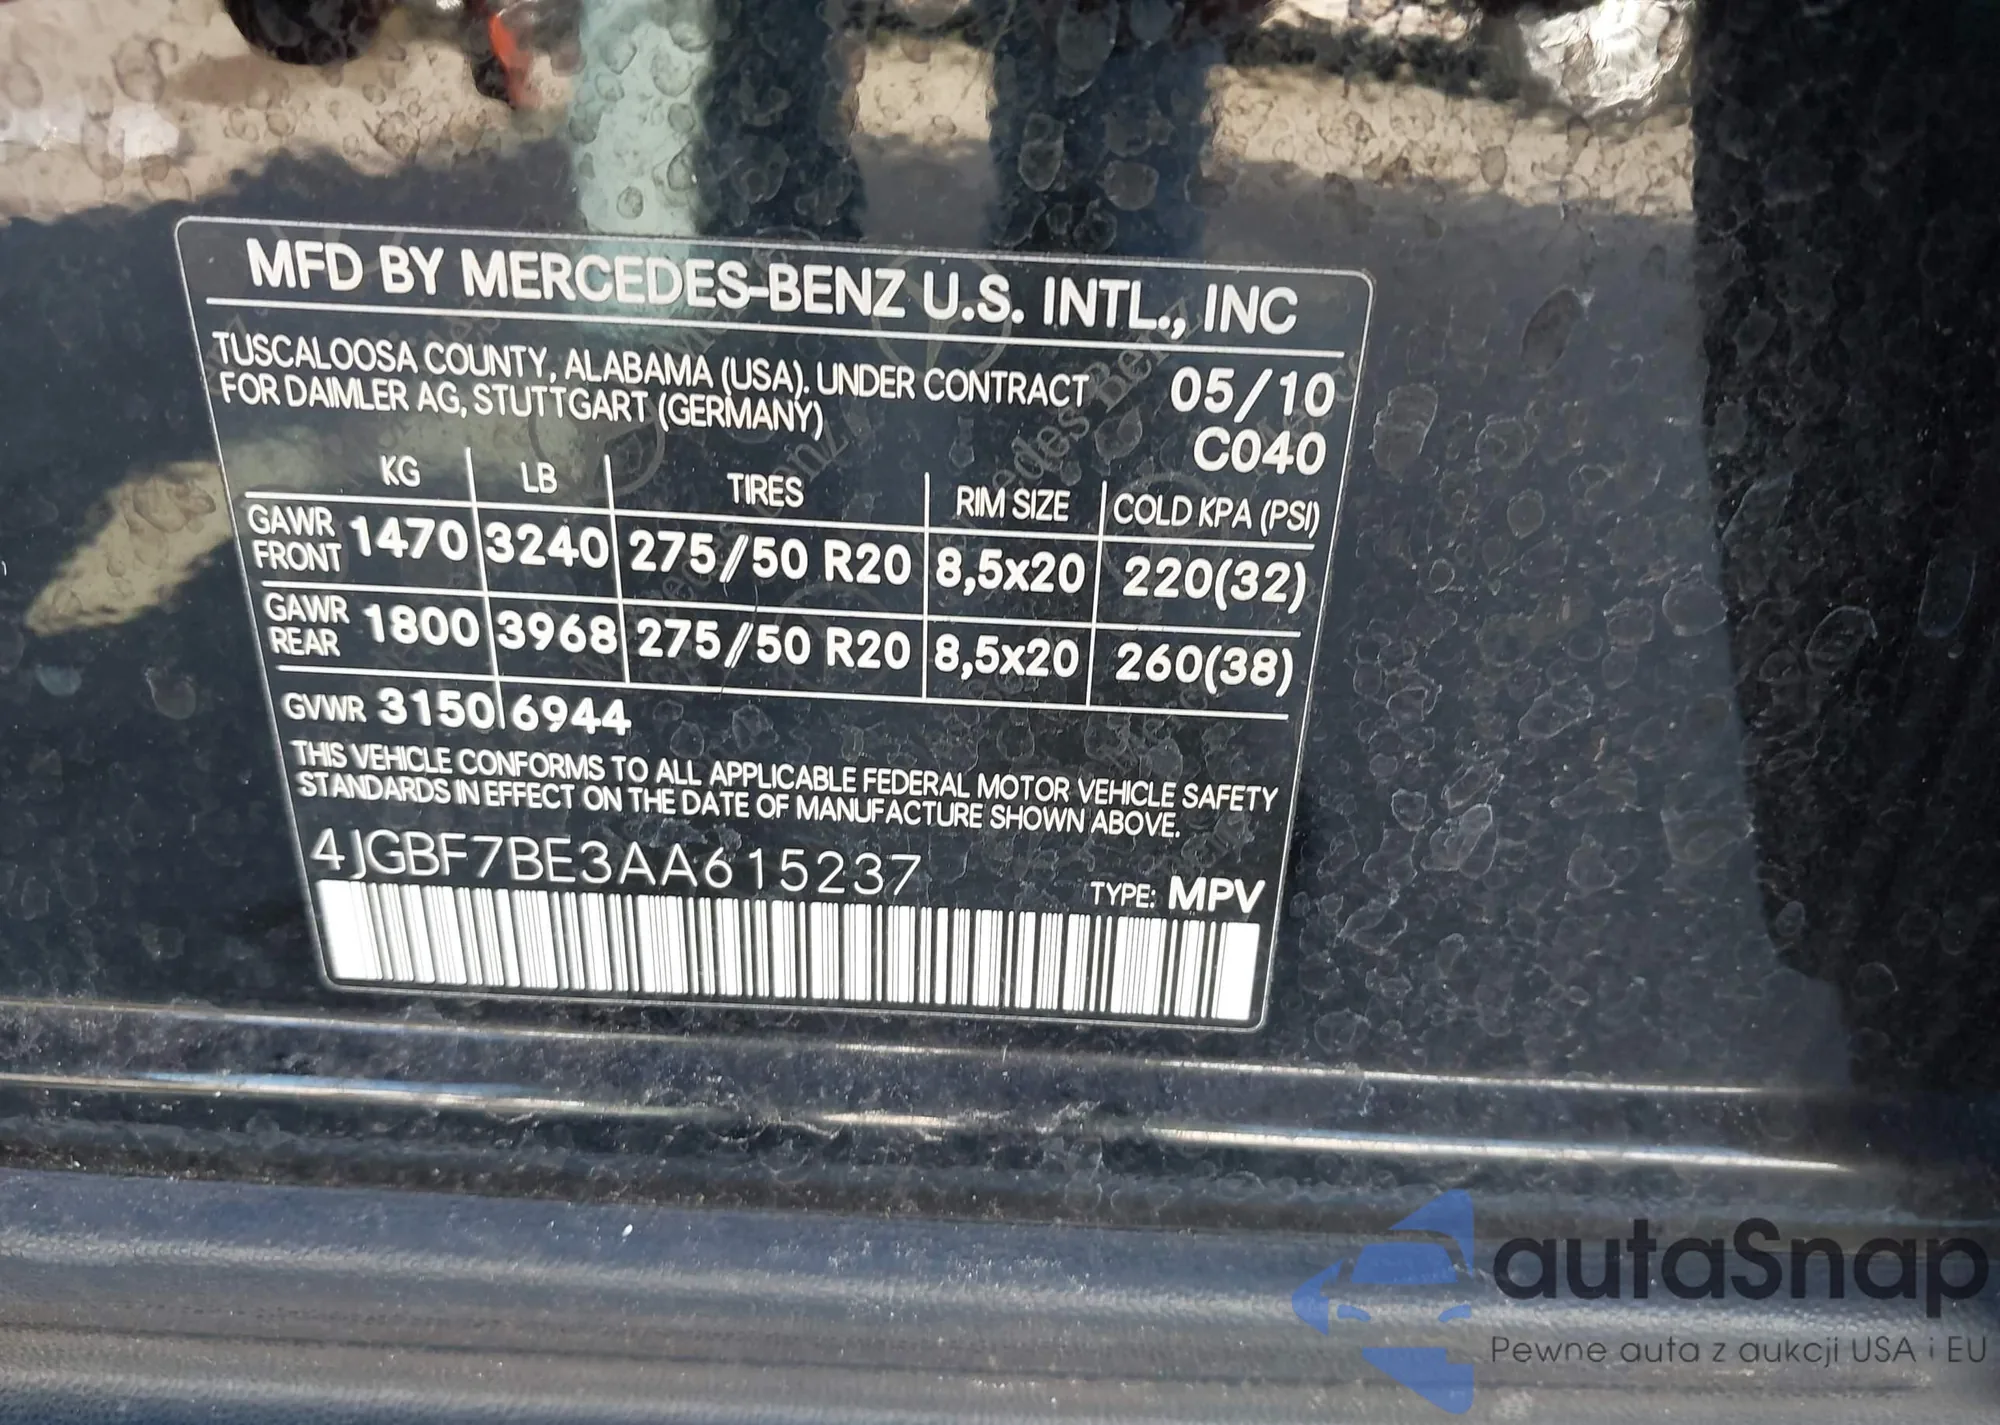 MFD BY MERCEDES-BENZ U.S. INTL., INC
TUSCALOOSA COUNTY, ALABAMA (USA). UNDER CONTRACT
FOR DAIMLER AG, STUTTGART (GERMANY)
05/10
C040
KG LB TIRES RIM SIZE COLD KPA (PSI)
GAWR FRONT 1470 3240 275/50 R20 8,5x20 220(32)
GAWR REAR 1800 3968 275/50 R20 8,5x20 260(38)
GVWR 3150 6944
THIS VEHICLE CONFORMS TO ALL APPLICABLE FEDERAL MOTOR VEHICLE SAFETY
STANDARDS IN EFFECT ON THE DATE OF MANUFACTURE SHOWN ABOVE.
4JGBF7BE3AA615237
TYPE: MPV
autaSnap
Pewne auta z aukcji USA i EU